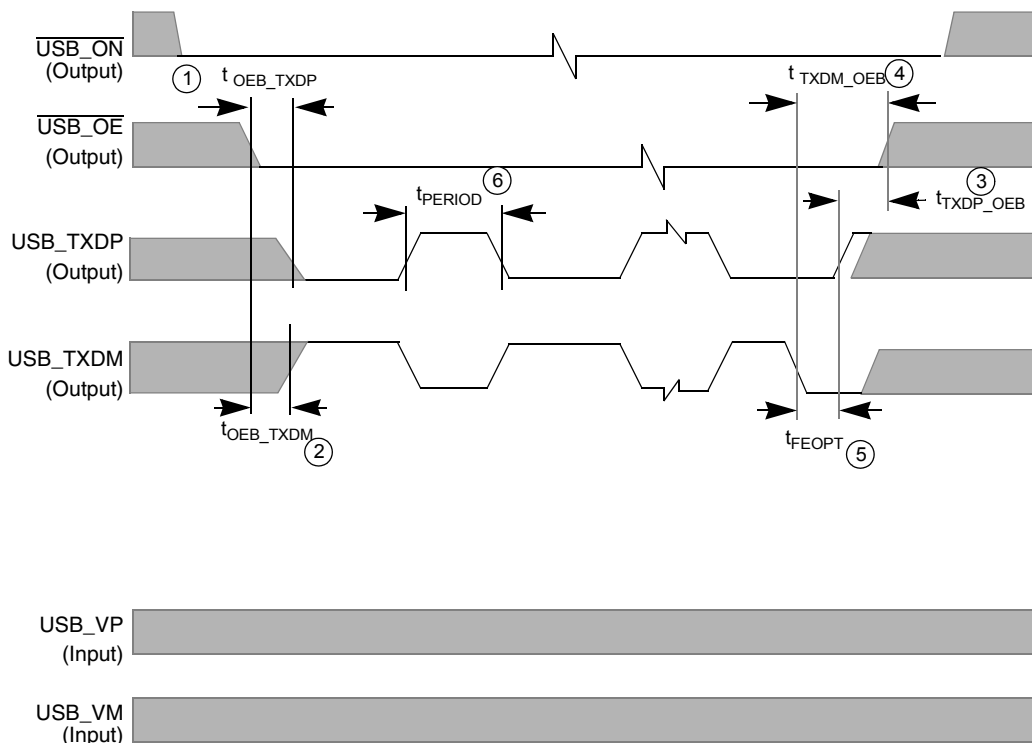 USB_ON
(Output)
1
t OEB_TXDP
t TXDM_OEB
4
USB_OE
(Output)
tPERIOD
6
3
tTXDP_OEB
USB_TXDP
(Output)
USB_TXDM
(Output)
tOEB_TXDM
2
tFEOPT
5
USB_VP
(Input)
USB_VM
(Input)